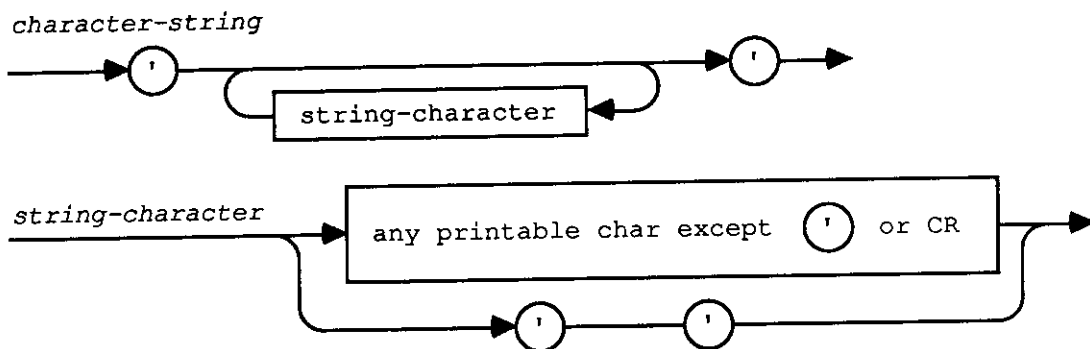 character-string
' '
string-character
string-character
any printable char except ' or CR
' '